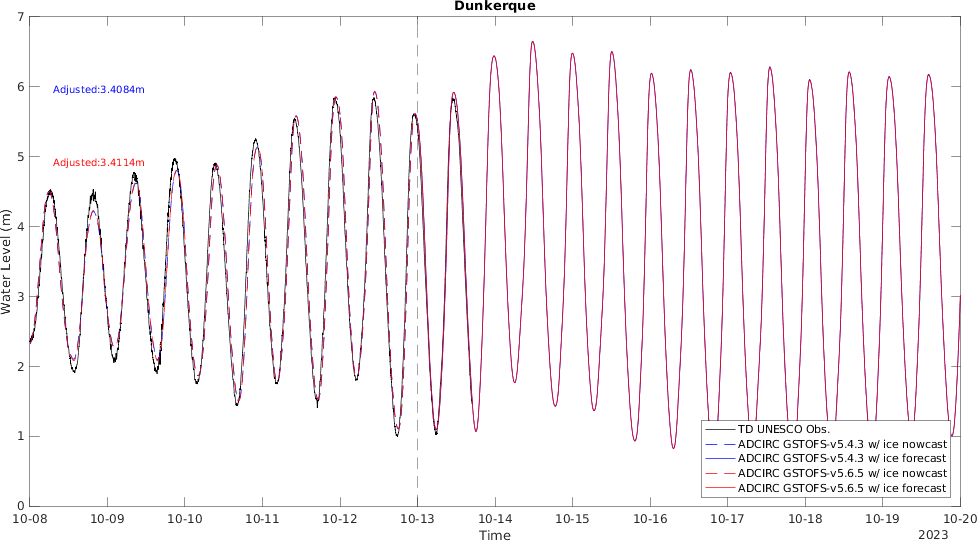 Dunkerque
7
6
5
4
3
2
1
0
Water Level (m)
Adjusted:3.4084m
Adjusted:3.4114m
TD UNESCO Obs.
ADCIRC GSTOFS-v5.4.3 w/ ice nowcast
ADCIRC GSTOFS-v5.4.3 w/ ice forecast
ADCIRC GSTOFS-v5.6.5 w/ ice nowcast
ADCIRC GSTOFS-v5.6.5 w/ ice forecast
10-08 10-09 10-10 10-11 10-12 10-13 10-14 10-15 10-16 10-17 10-18 10-19 10-20
Time
2023